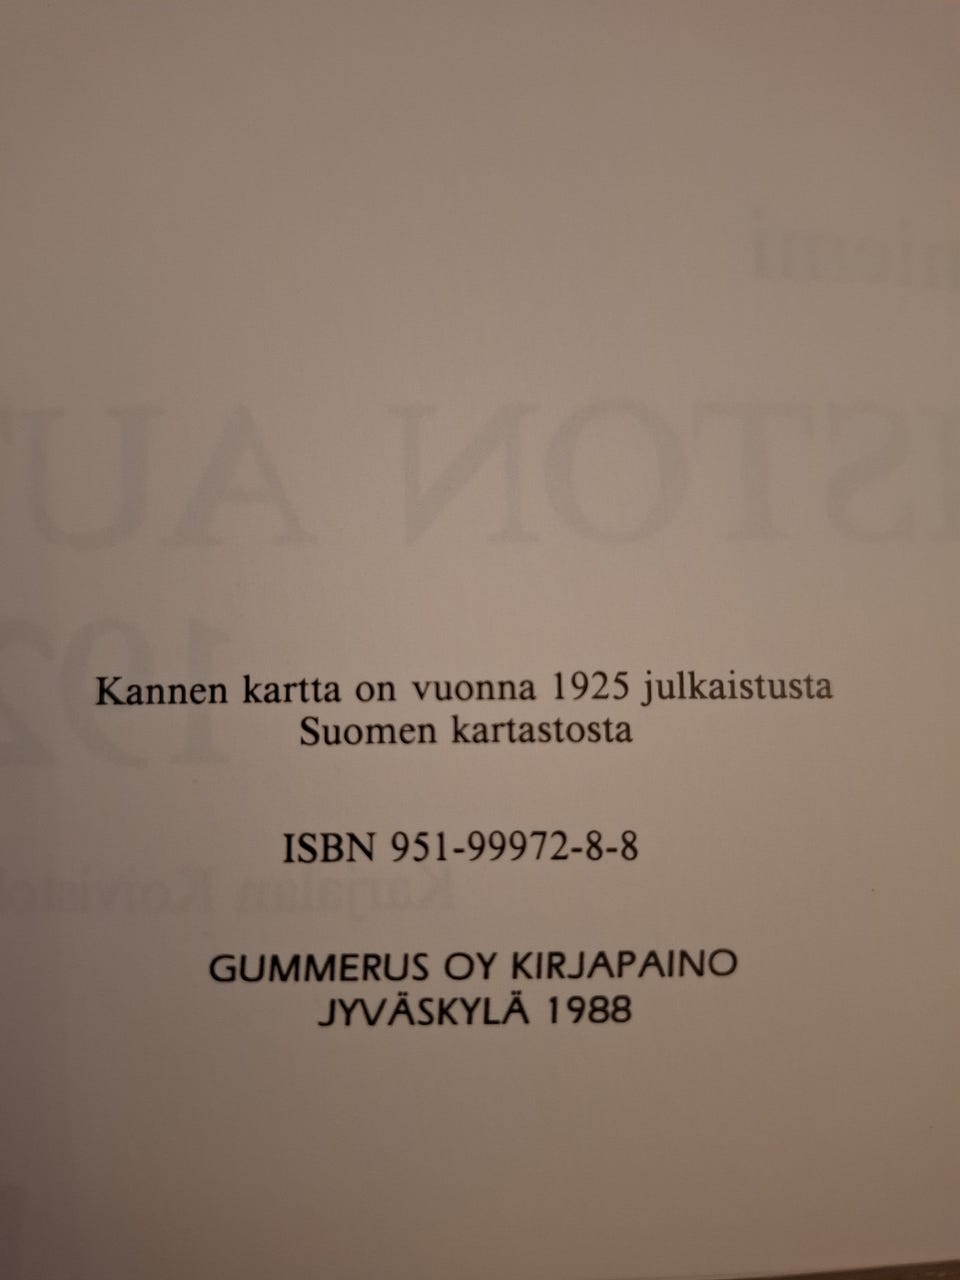 Kannen kartta on vuonna 1925 julkaistusta
Suomen kartastosta
ISBN 951-99972-8-8
GUMMERUS OY KIRJAPAINO
JYVÄSKYLÄ 1988